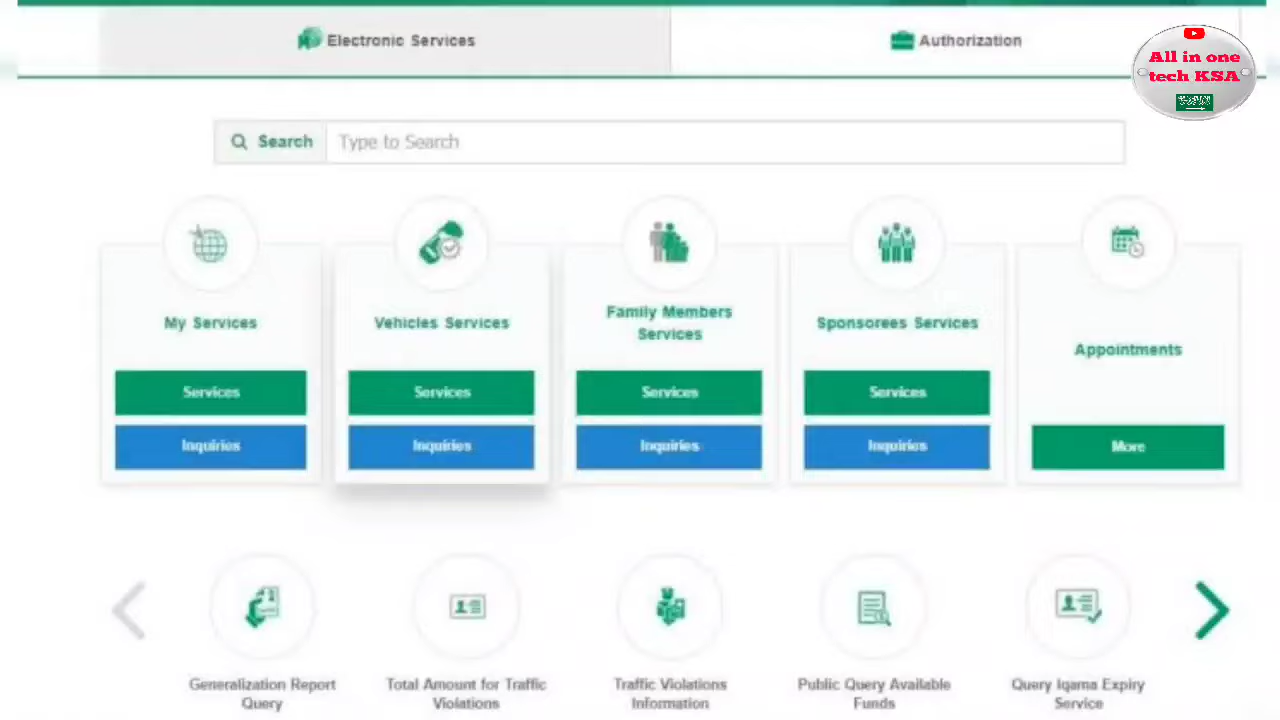 Electronic Services
Authorization
All in one
tech KSA
Search
Type to Search
My Services
Services
Inquiries
Vehicles Services
Services
Inquiries
Family Members
Services
Services
Inquiries
Sponsorees Services
Services
Inquiries
Appointments
More
Generalization Report
Query
Total Amount for Traffic
Violations
Traffic Violations
Information
Public Query Available
Funds
Query Iqama Expiry
Service